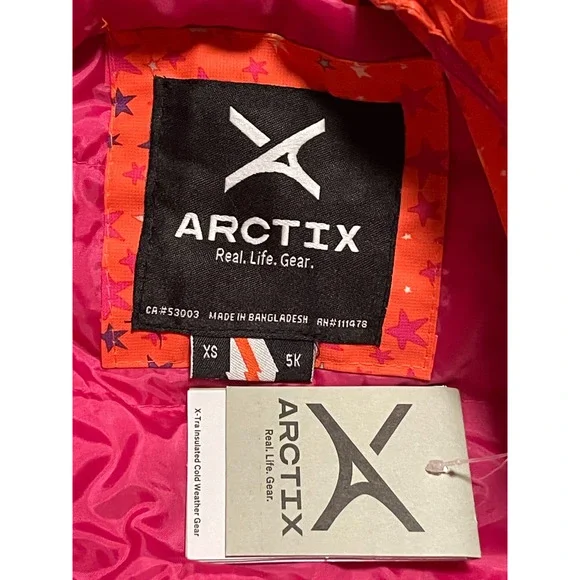 ARCTIX
Real. Life. Gear.
CA#53003 MADE IN BANGLADESH RN#111478
XS 5K
X-Tra Insulated Cold Weather Gear
ARCTIX
Real. Life. Gear.